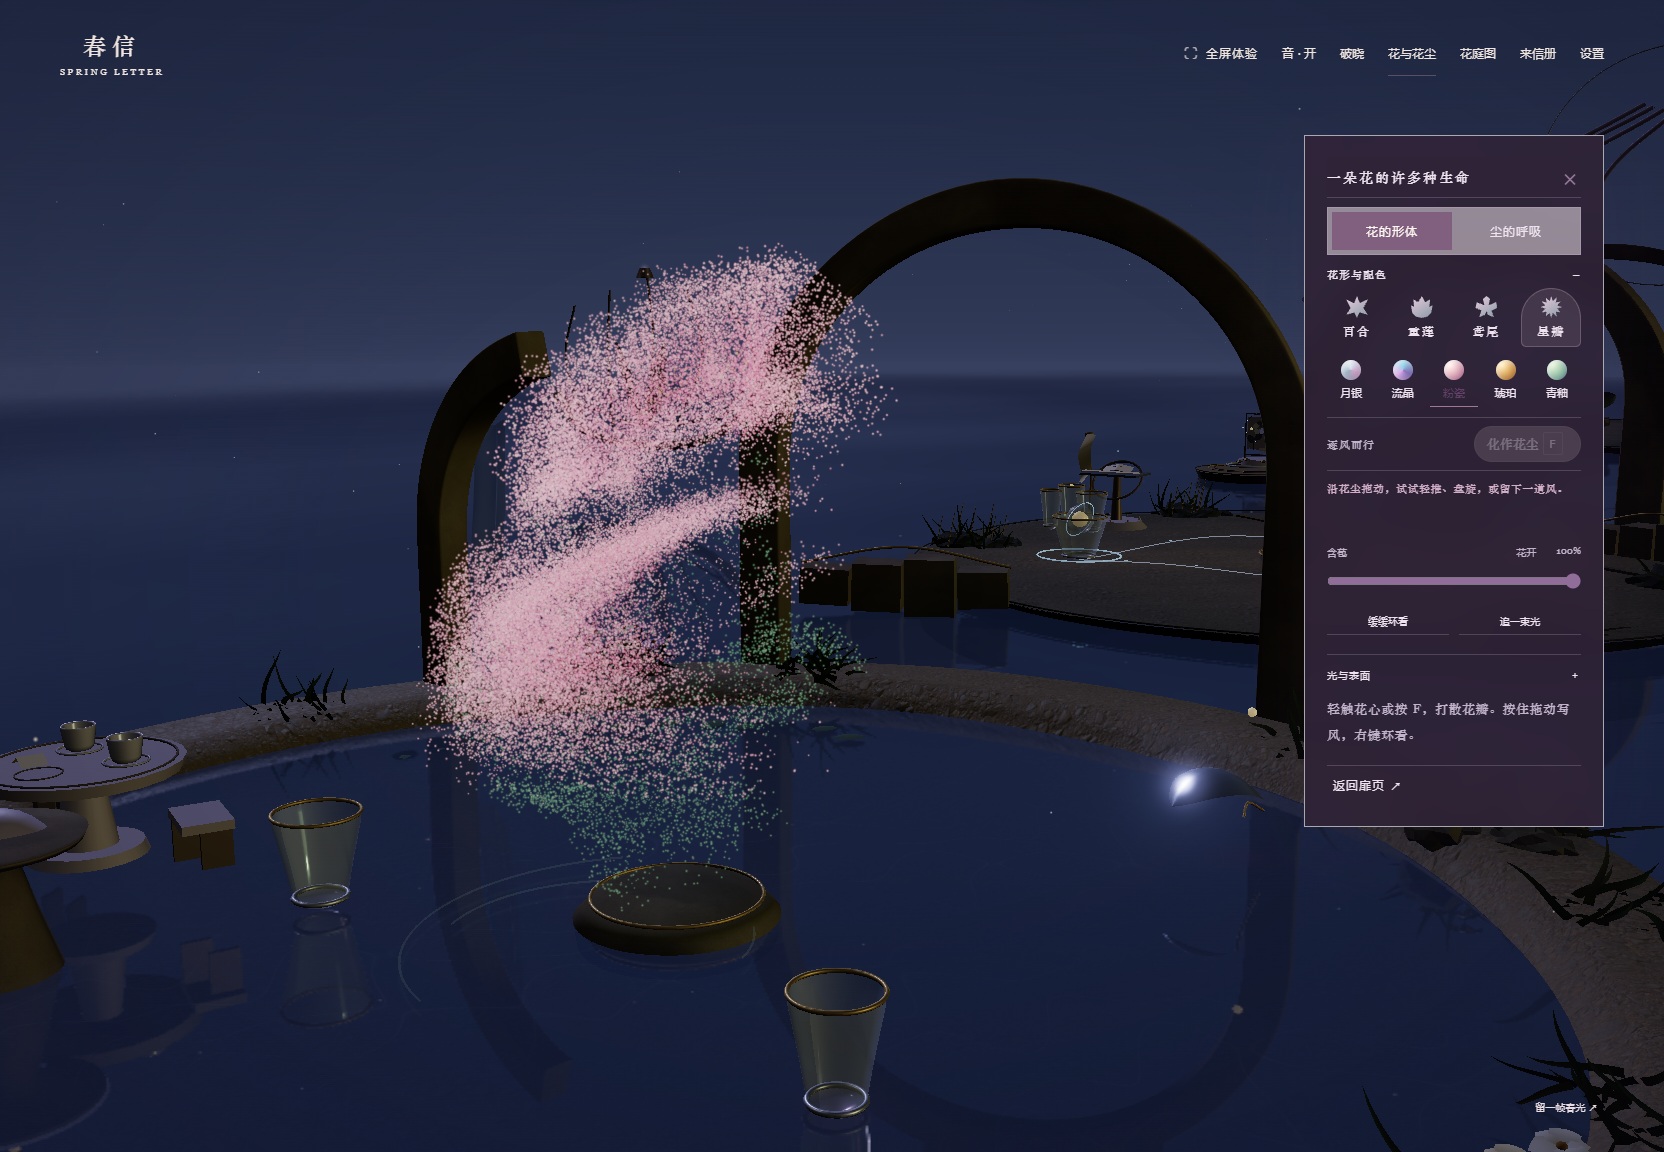 春信
SPRING LETTER
全屏体验
音·开
破晓
花与花尘
花庭图
来信册
设置
一朵花的许多种生命
花的形体
尘的呼吸
花形与配色
百合
重莲
鸢尾
星瓣
月银
流晶
粉瓷
琥珀
青釉
逐风而行
化作花尘 F
沿花尘拖动，试试轻推、盘旋，或留下一道风。
含苞
花开
100%
缓缓环看
追一束光
光与表面
轻触花心或按 F，打散花瓣。按住拖动写
风，右键环看。
返回扉页 ↗
留一帧春光 ↗